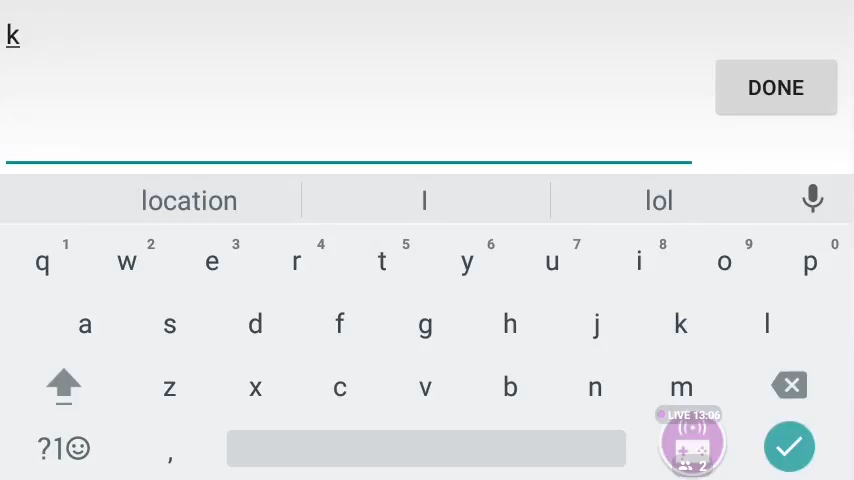 k
DONE
location
I
lol
1 2 3 4 5 6 7 8 9 0
q w e r t y u i o p
a s d f g h j k l
z x c v b n m
LIVE 13:06
?1☺ ,
2